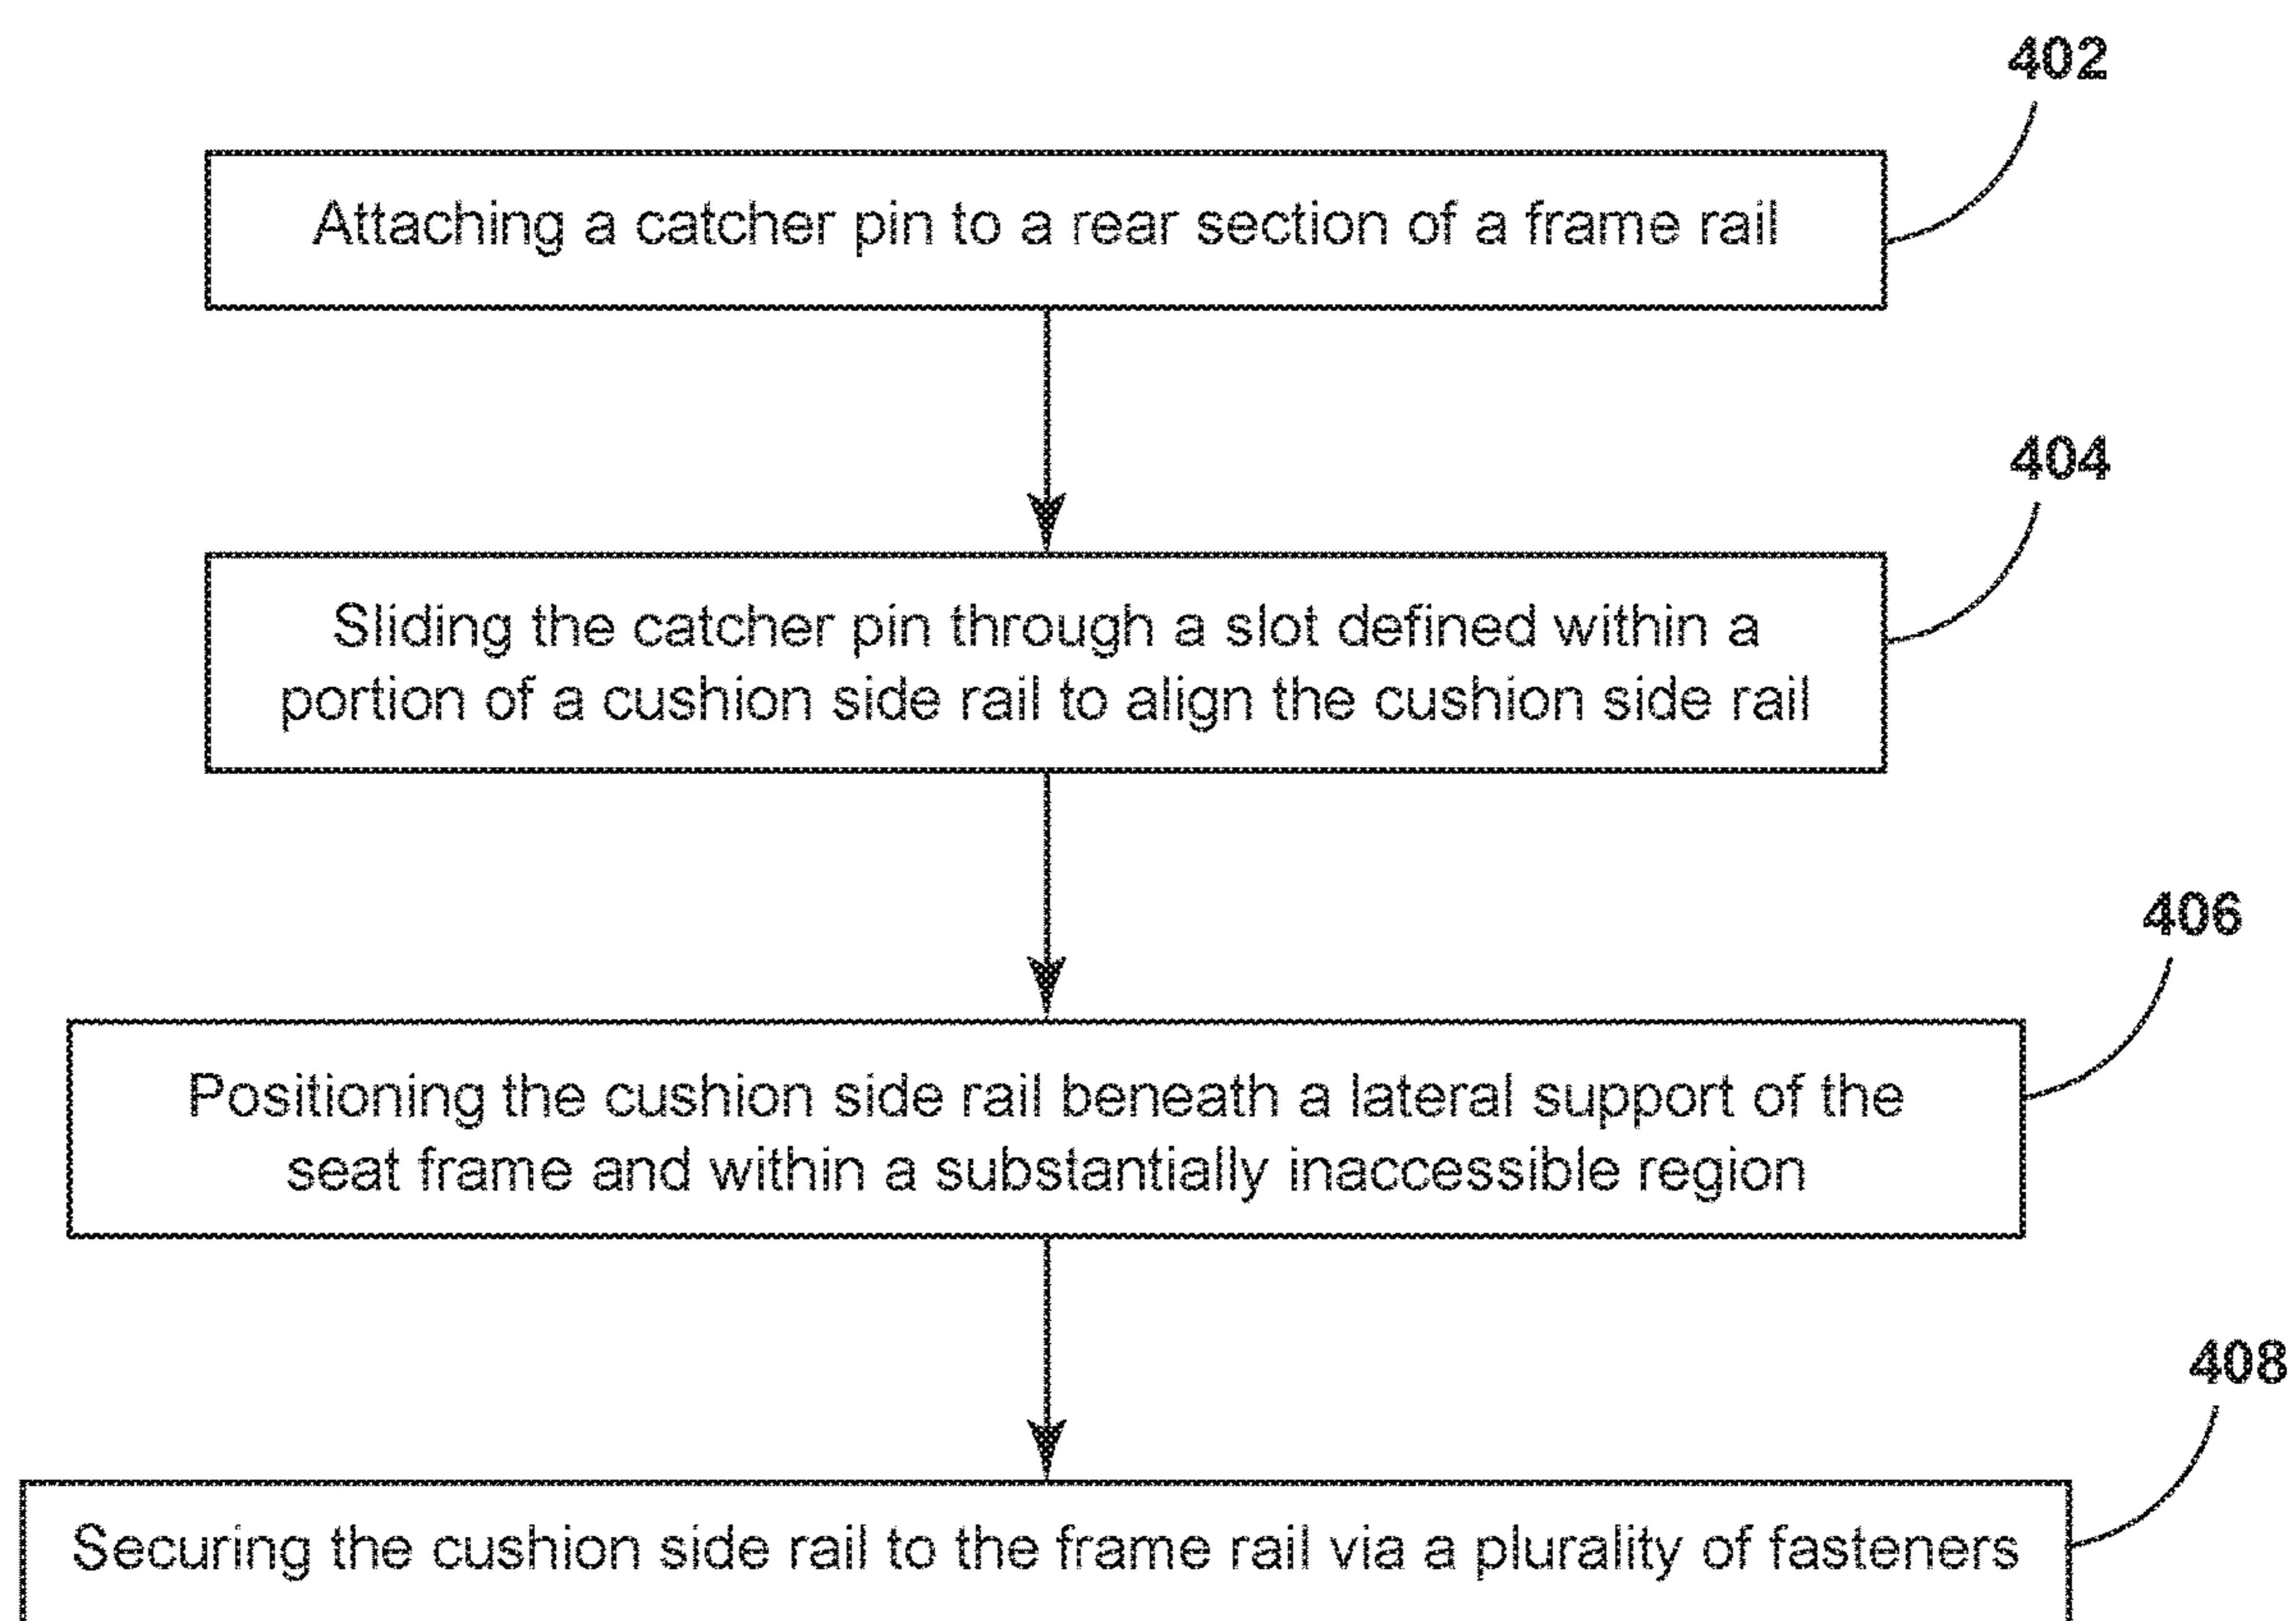 402
Attaching a catcher pin to a rear section of a frame rail
404
Sliding the catcher pin through a slot defined within a
portion of a cushion side rail to align the cushion side rail
406
Positioning the cushion side rail beneath a lateral support of the
seat frame and within a substantially inaccessible region
408
Securing the cushion side rail to the frame rail via a plurality of fasteners